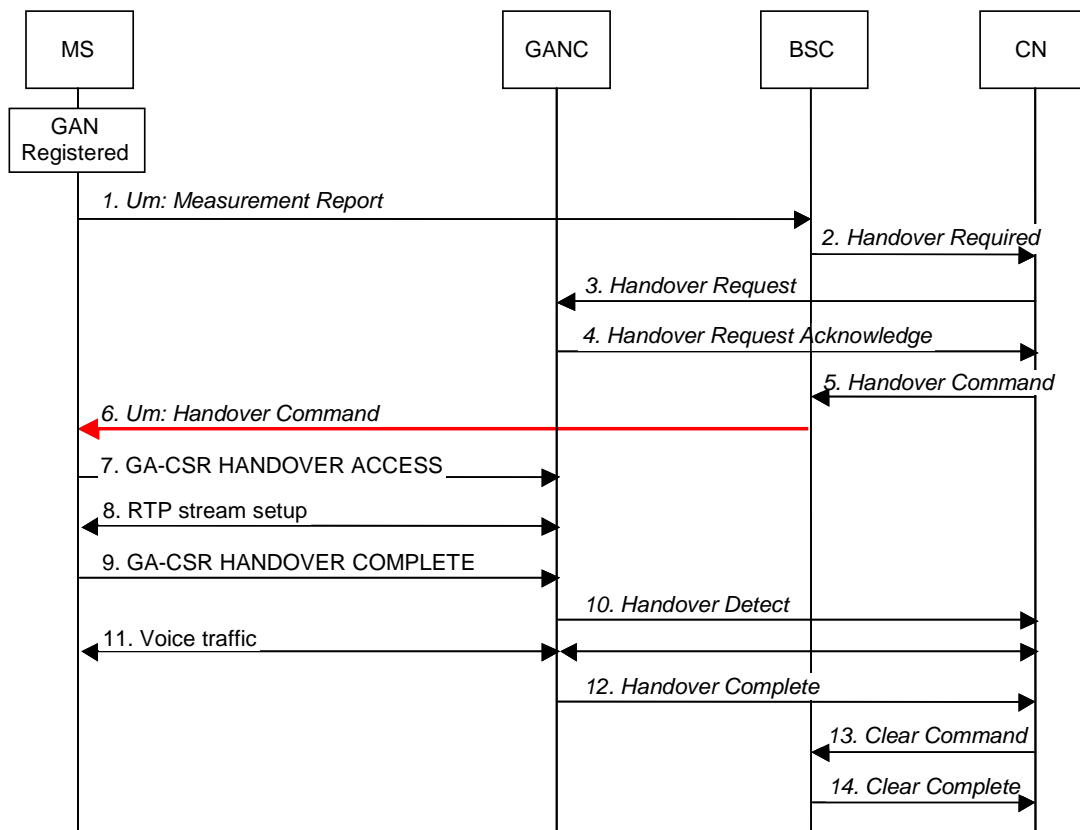 MS
GANC
BSC
CN
GAN
Registered
1. Um: Measurement Report
2. Handover Required
3. Handover Request
4. Handover Request Acknowledge
5. Handover Command
6. Um: Handover Command
7. GA-CSR HANDOVER ACCESS
8. RTP stream setup
9. GA-CSR HANDOVER COMPLETE
10. Handover Detect
11. Voice traffic
12. Handover Complete
13. Clear Command
14. Clear Complete